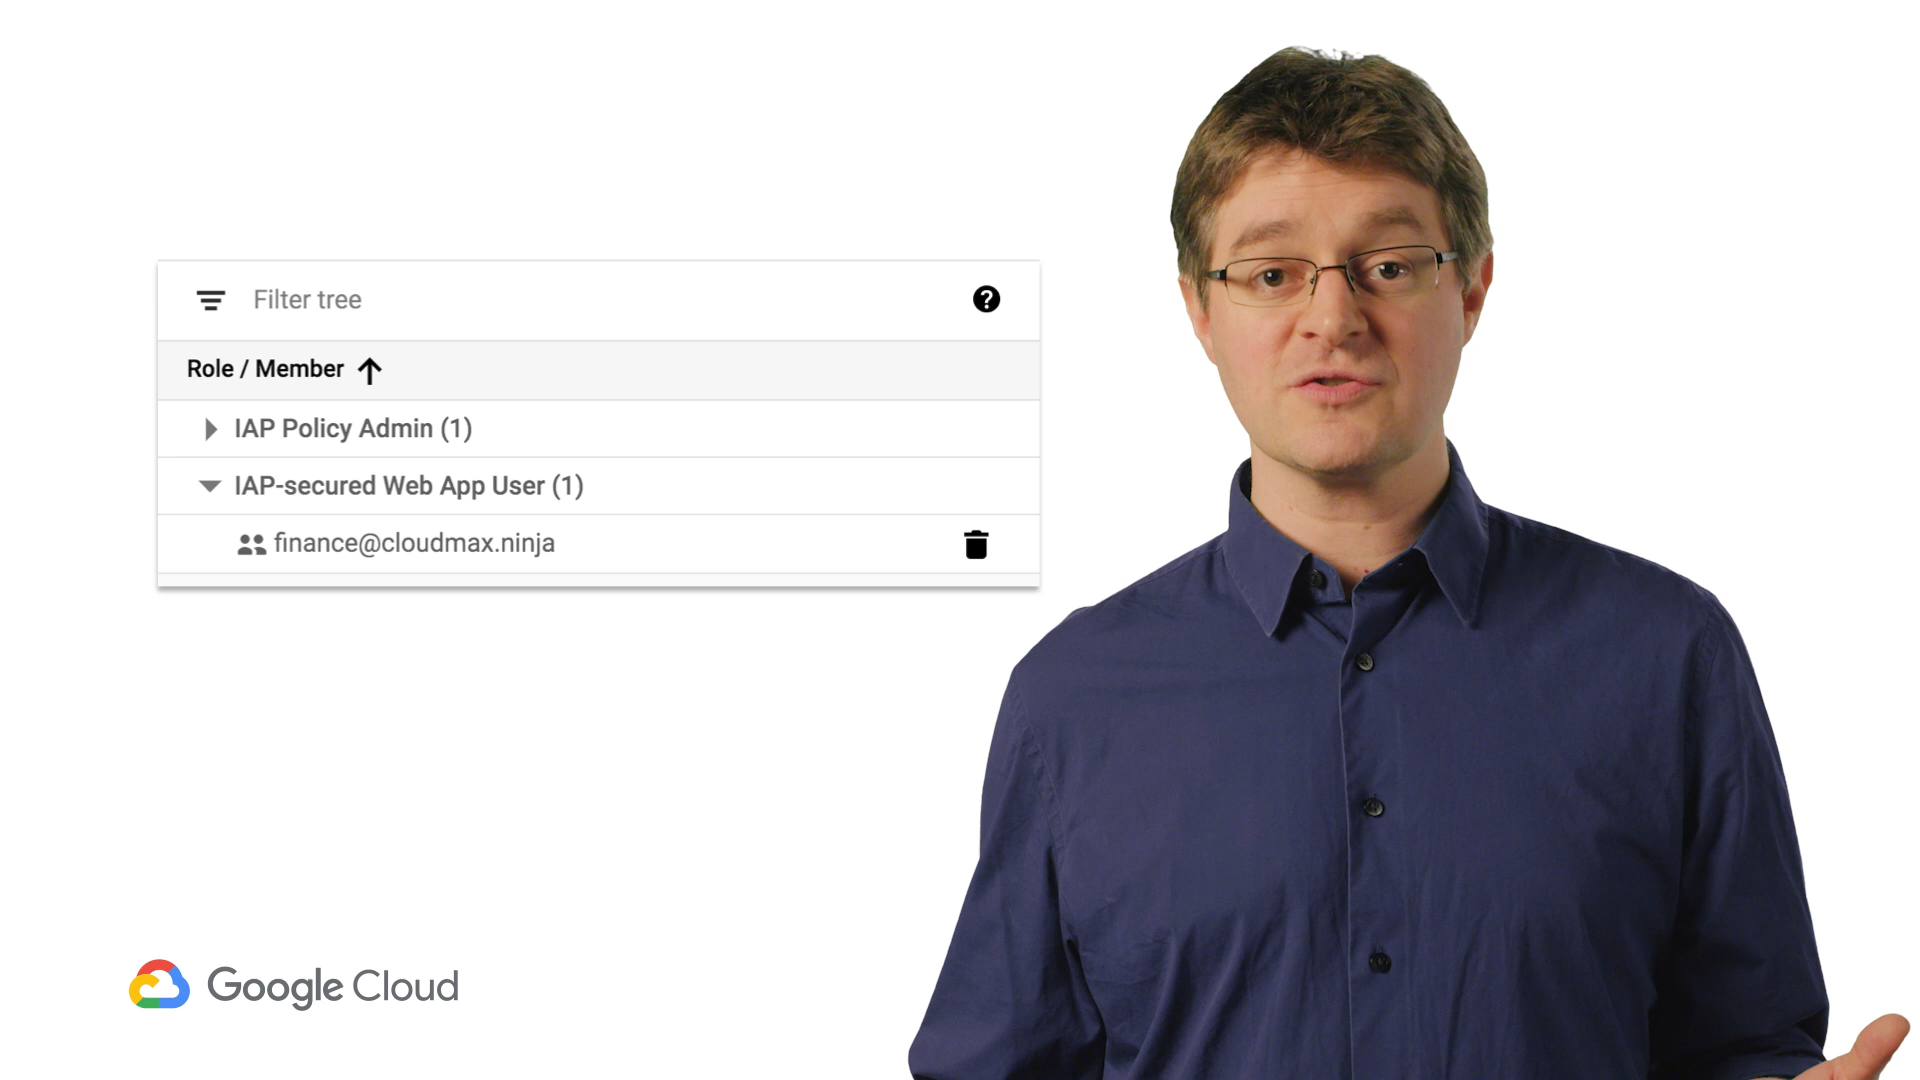 Filter tree
Role / Member
IAP Policy Admin (1)
IAP-secured Web App User (1)
finance@cloudmax.ninja
Google Cloud